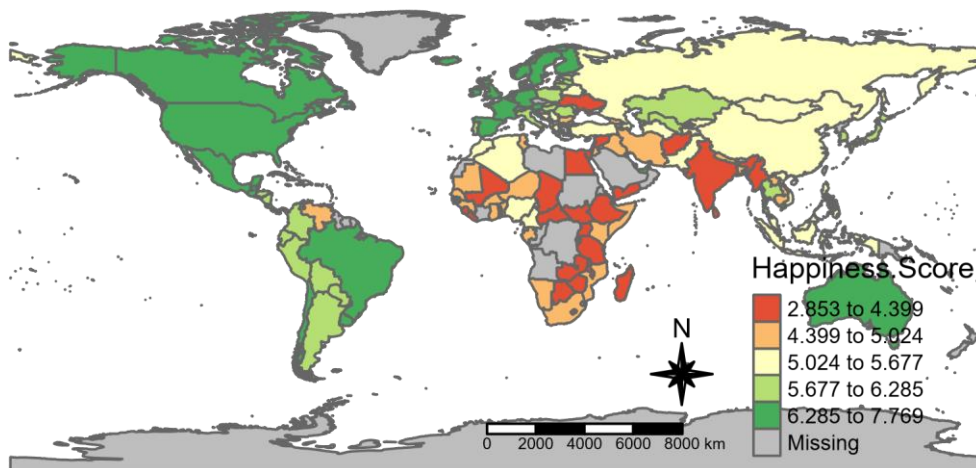 Happiness.Score
2.853 to 4.399
4.399 to 5.024
5.024 to 5.677
5.677 to 6.285
6.285 to 7.769
Missing
N
0 2000 4000 6000 8000 km